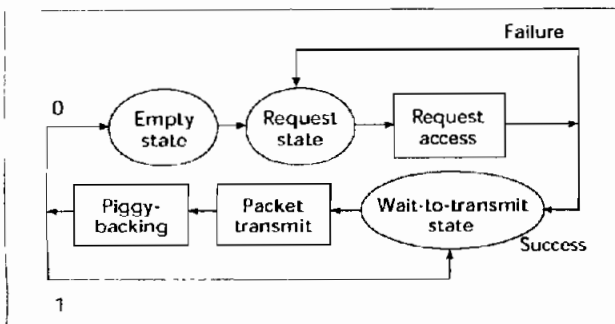 Failure
0
Empty
state
Request
state
Request
access
Piggy-
backing
Packet
transmit
Wait-to-transmit
state
Success
1